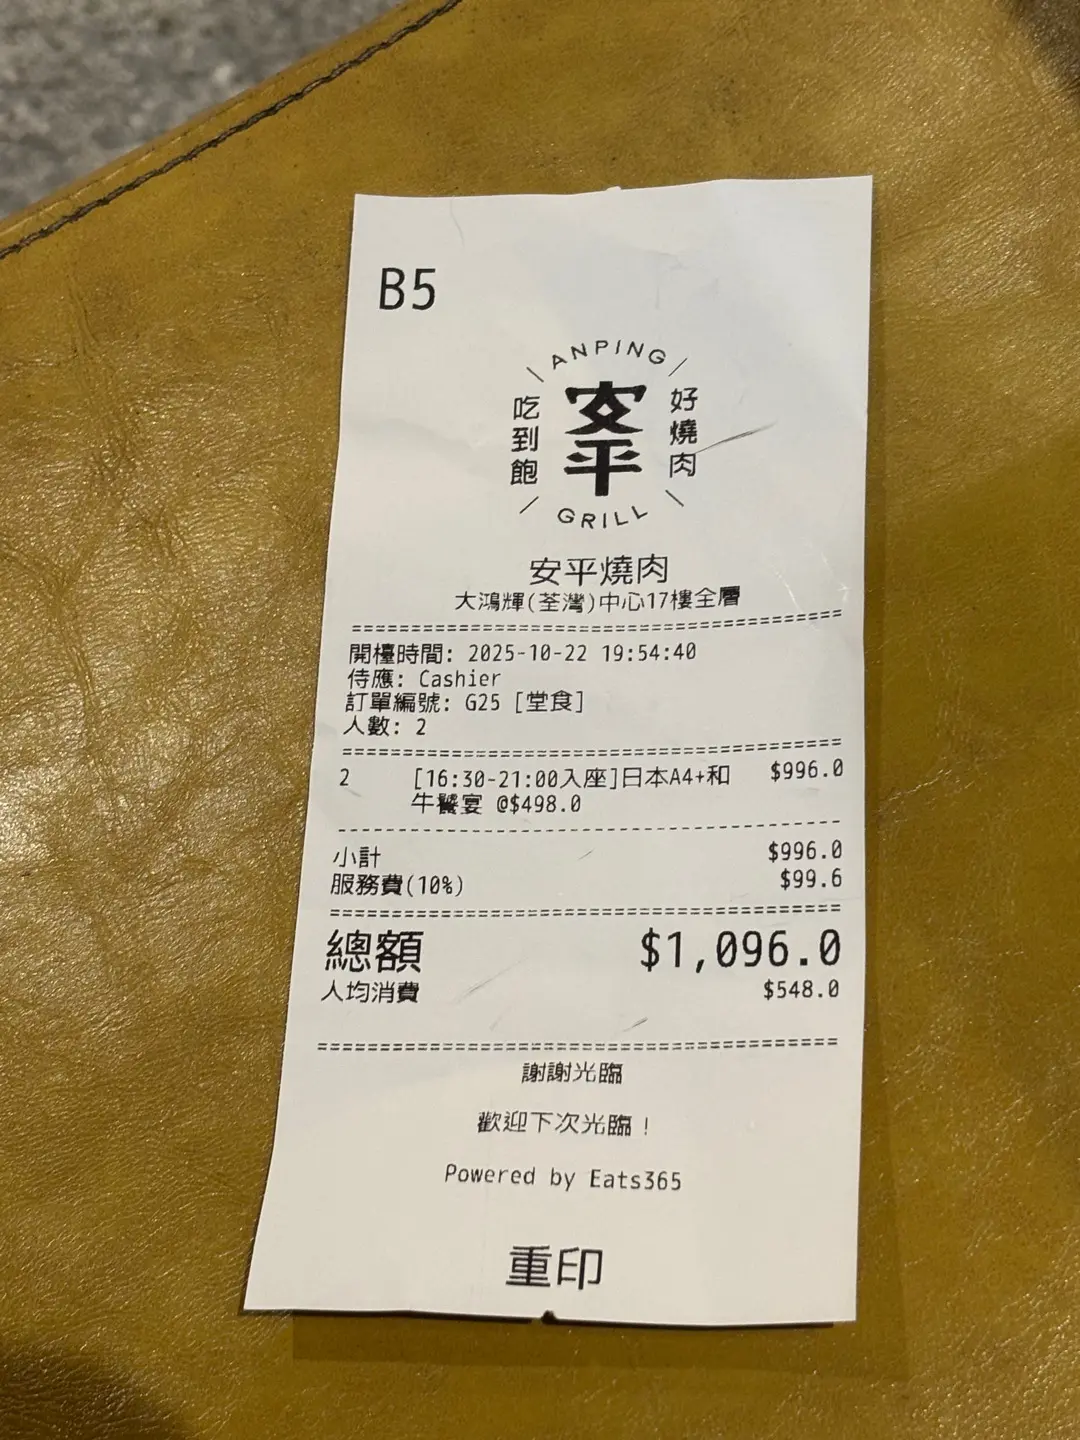 B5
ANPING
吃到飽
安平
好燒肉
GRILL
安平燒肉
大鴻輝(荃灣)中心17樓全層
開檯時間: 2025-10-22 19:54:40
侍應: Cashier
訂單編號: G25 [堂食]
人數: 2
2 [16:30-21:00入座]日本A4+和 $996.0
牛饗宴 @$498.0
小計 $996.0
服務費(10%) $99.6
總額 $1,096.0
人均消費 $548.0
謝謝光臨
歡迎下次光臨！
Powered by Eats365
重印